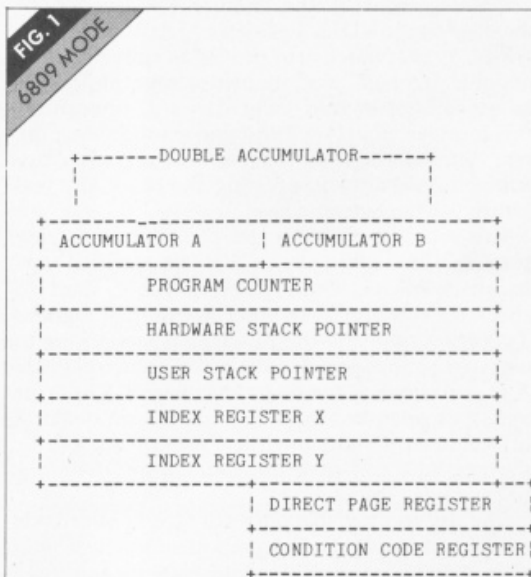 FIG. 1
6809 MODE
DOUBLE ACCUMULATOR
ACCUMULATOR A ACCUMULATOR B
PROGRAM COUNTER
HARDWARE STACK POINTER
USER STACK POINTER
INDEX REGISTER X
INDEX REGISTER Y
DIRECT PAGE REGISTER
CONDITION CODE REGISTER